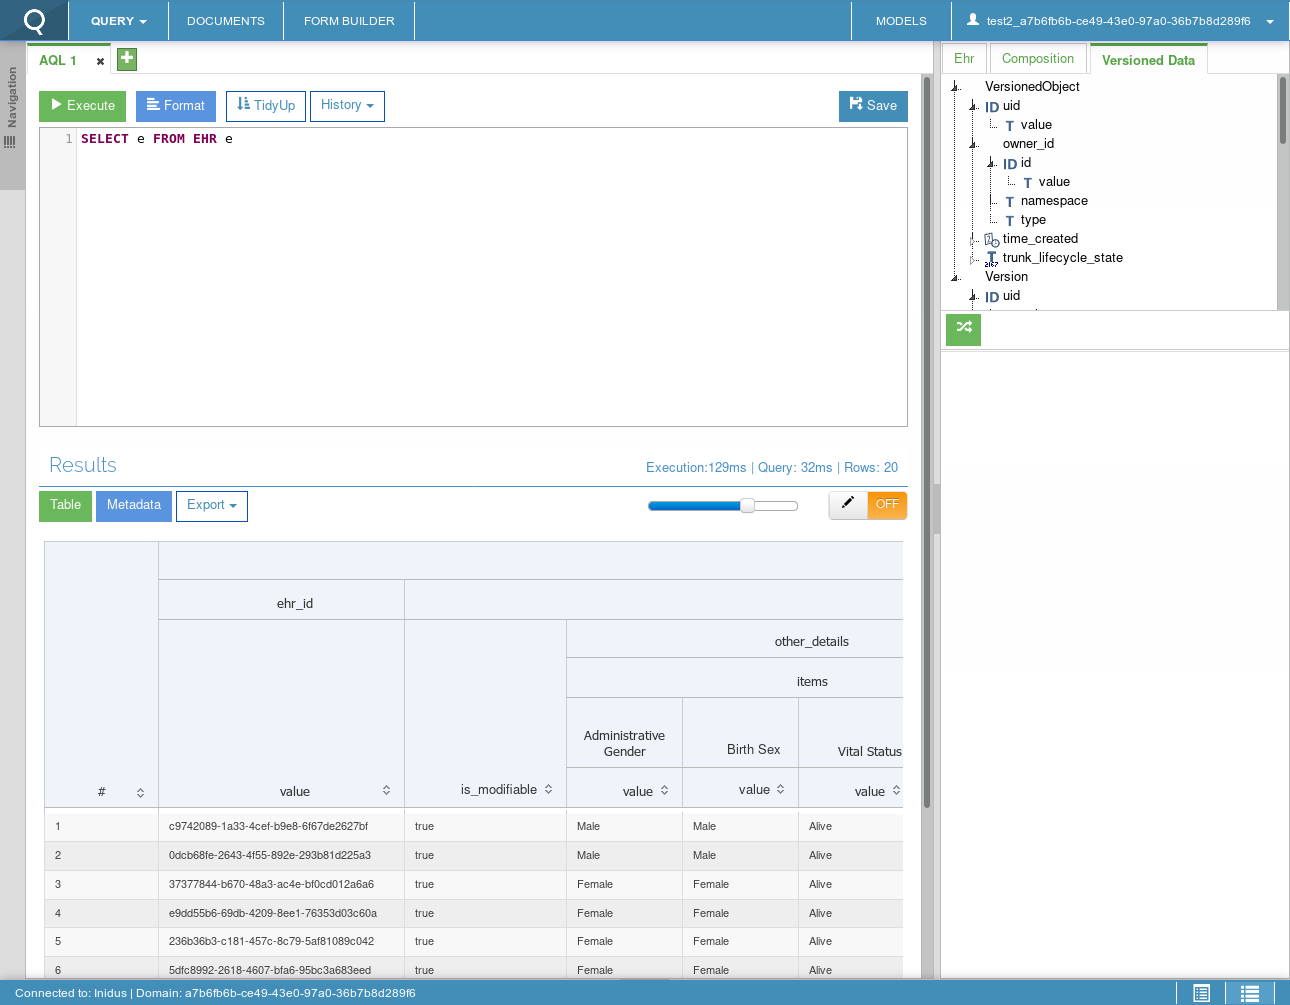 QUERY DOCUMENTS FORM BUILDER MODELS test2_a7b6fb6b-ce49-43e0-97a0-36b7b8d289f6
Navigation
AQL 1
Execute Format TidyUp History Save
1 SELECT e FROM EHR e
Results Execution:129ms | Query: 32ms | Rows: 20
Table Metadata Export OFF
ehr_id
other_details
items
Administrative Gender Birth Sex Vital Status
# value is_modifiable value value value
1 c9742089-1a33-4cef-b9e8-6f67de2627bf true Male Male Alive
2 0dcb68fe-2643-4f55-892e-293b81d225a3 true Male Male Alive
3 37377844-b670-48a3-ac4e-bf0cd012a6a6 true Female Female Alive
4 e9dd55b6-69db-4209-8ee1-76353d03c60a true Female Female Alive
5 236b36b3-c181-457c-8c79-5af81089c042 true Female Female Alive
6 5dfc8992-2618-4607-bfa6-95bc3a683eed true Female Female Alive
Ehr Composition Versioned Data
VersionedObject
ID uid
T value
owner_id
ID id
T value
T namespace
T type
time_created
T trunk_lifecycle_state
Version
ID uid
Connected to: Inidus | Domain: a7b6fb6b-ce49-43e0-97a0-36b7b8d289f6